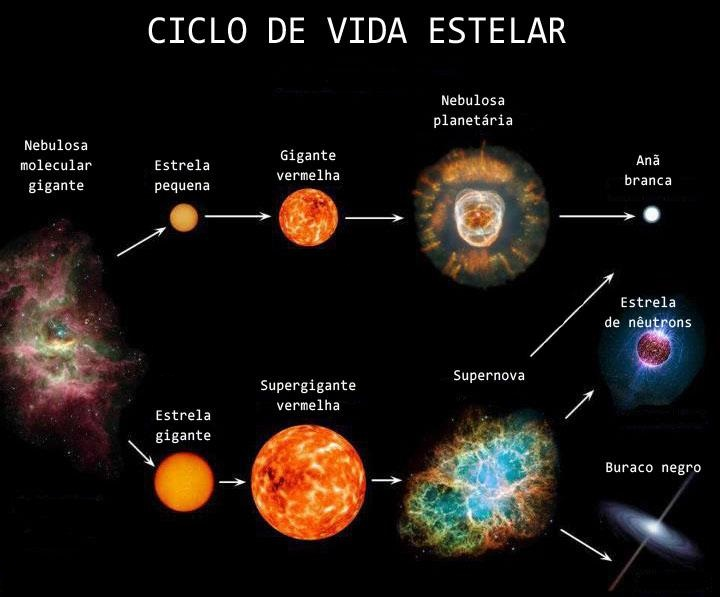 CICLO DE VIDA ESTELAR
Nebulosa
molecular
gigante
Estrela
pequena
Gigante
vermelha
Nebulosa
planetária
Anã
branca
Estrela
gigante
Supergigante
vermelha
Supernova
Estrela
de nêutrons
Buraco negro